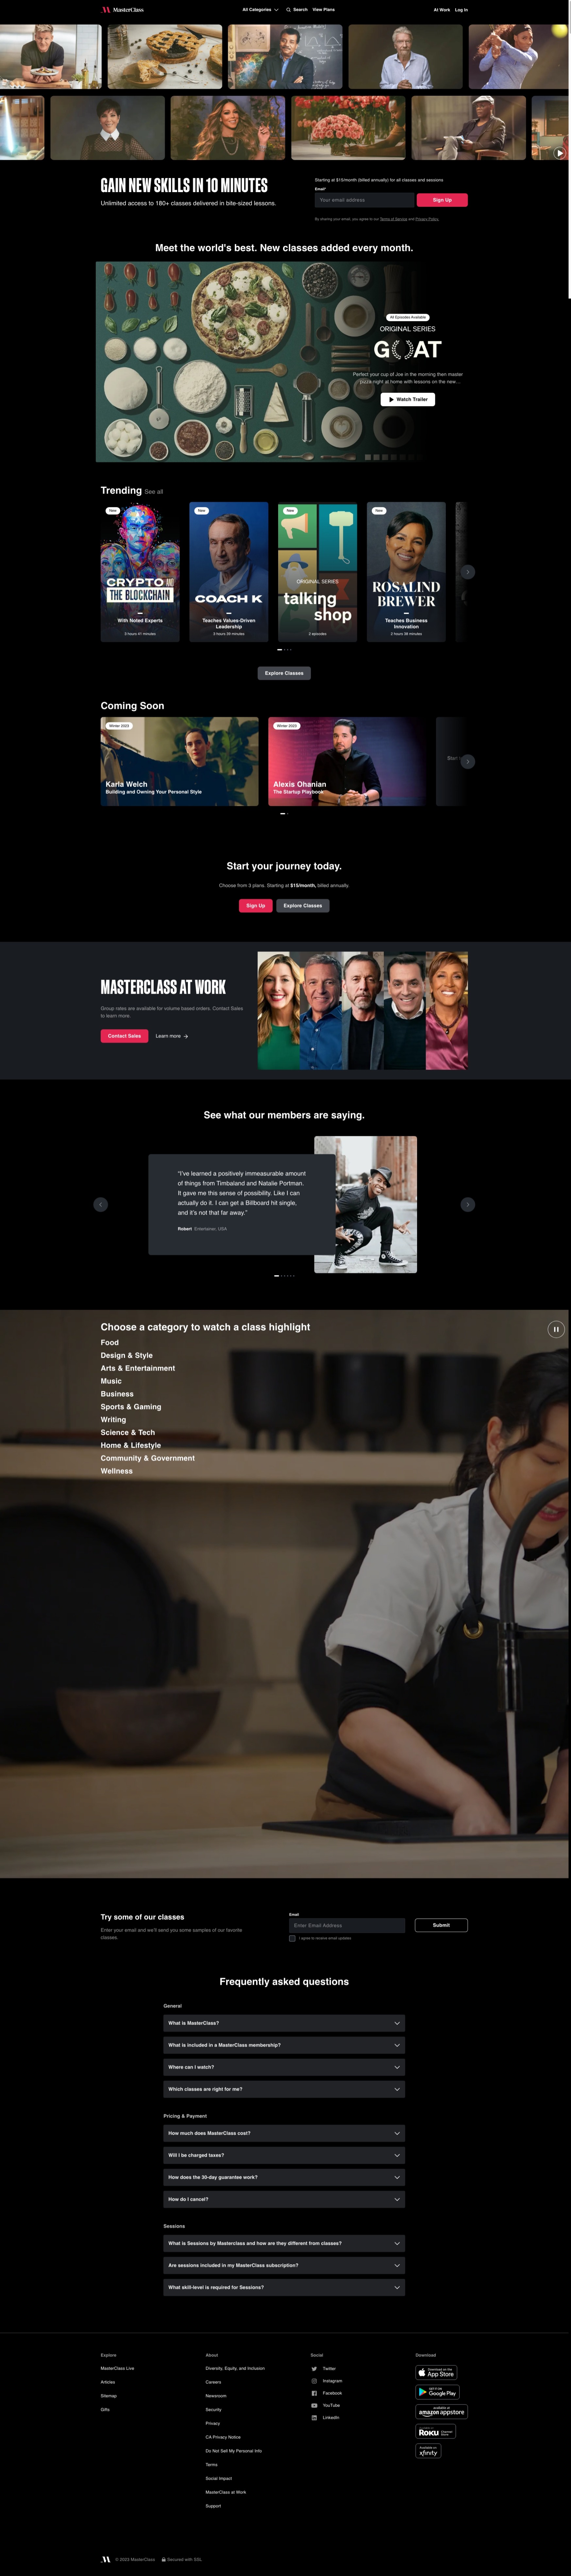 MasterClass
All Categories
Search
View Plans
At Work
Log In
GAIN NEW SKILLS IN 10 MINUTES
Unlimited access to 180+ classes delivered in bite-sized lessons.
Starting at $15/month (billed annually) for all classes and sessions
Email*
Your email address
Sign Up
By sharing your email, you agree to our Terms of Service and Privacy Policy.
Meet the world's best. New classes added every month.
All Episodes Available
ORIGINAL SERIES
GOAT
Perfect your cup of Joe in the morning then master
pizza night at home with lessons on the new...
Watch Trailer
Trending See all
New
CRYPTO AND THE
BLOCKCHAIN
With Noted Experts
3 hours 41 minutes
New
COACH K
Teaches Values-Driven
Leadership
3 hours 39 minutes
New
ORIGINAL SERIES
talking
shop
2 episodes
New
ROSALIND
BREWER
Teaches Business
Innovation
2 hours 38 minutes
Explore Classes
Coming Soon
Winter 2023
Karla Welch
Building and Owning Your Personal Style
Winter 2023
Alexis Ohanian
The Startup Playbook
Start your journey today.
Choose from 3 plans. Starting at $15/month, billed annually.
Sign Up
Explore Classes
MASTERCLASS AT WORK
Group rates are available for volume based orders. Contact Sales
to learn more.
Contact Sales
Learn more
See what our members are saying.
"I've learned a positively immeasurable amount
of things from Timbaland and Natalie Portman.
It gave me this sense of possibility. Like I can
actually do it. I can get a Billboard hit single,
and it's not that far away."
Robert Entertainer, USA
Choose a category to watch a class highlight
Food
Design & Style
Arts & Entertainment
Music
Business
Sports & Gaming
Writing
Science & Tech
Home & Lifestyle
Community & Government
Wellness
Try some of our classes
Enter your email and we'll send you some samples of our favorite
classes.
Email
Enter Email Address
Submit
I agree to receive email updates
Frequently asked questions
General
What is MasterClass?
What is included in a MasterClass membership?
Where can I watch?
Which classes are right for me?
Pricing & Payment
How much does MasterClass cost?
Will I be charged taxes?
How does the 30-day guarantee work?
How do I cancel?
Sessions
What is Sessions by Masterclass and how are they different from classes?
Are sessions included in my MasterClass subscription?
What skill-level is required for Sessions?
Explore
MasterClass Live
Articles
Sitemap
Gifts
About
Diversity, Equity, and Inclusion
Careers
Newsroom
Security
Privacy
CA Privacy Notice
Do Not Sell My Personal Info
Terms
Social Impact
MasterClass at Work
Support
Social
Twitter
Instagram
Facebook
YouTube
LinkedIn
Download
Download on the
App Store
GET IT ON
Google Play
available at
amazon appstore
ROKU Channel Store
Available on
xfinity
© 2023 MasterClass
Secured with SSL